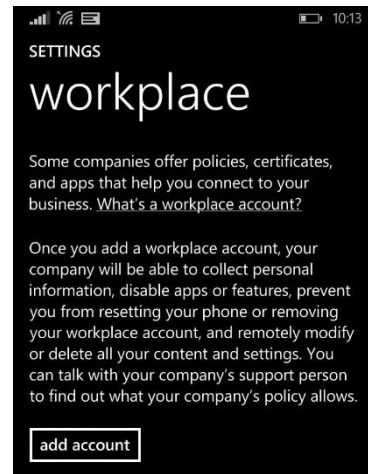 10:13
SETTINGS
workplace
Some companies offer policies, certificates,
and apps that help you connect to your
business. What's a workplace account?
Once you add a workplace account, your
company will be able to collect personal
information, disable apps or features, prevent
you from resetting your phone or removing
your workplace account, and remotely modify
or delete all your content and settings. You
can talk with your company's support person
to find out what your company's policy allows.
add account